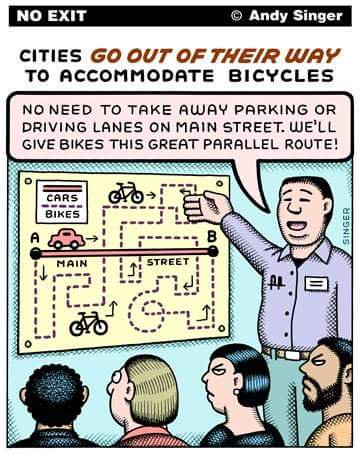 NO EXIT © Andy Singer
CITIES GO OUT OF THEIR WAY
TO ACCOMMODATE BICYCLES
NO NEED TO TAKE AWAY PARKING OR
DRIVING LANES ON MAIN STREET. WE'LL
GIVE BIKES THIS GREAT PARALLEL ROUTE!
CARS
BIKES
A B
MAIN STREET
SINGER